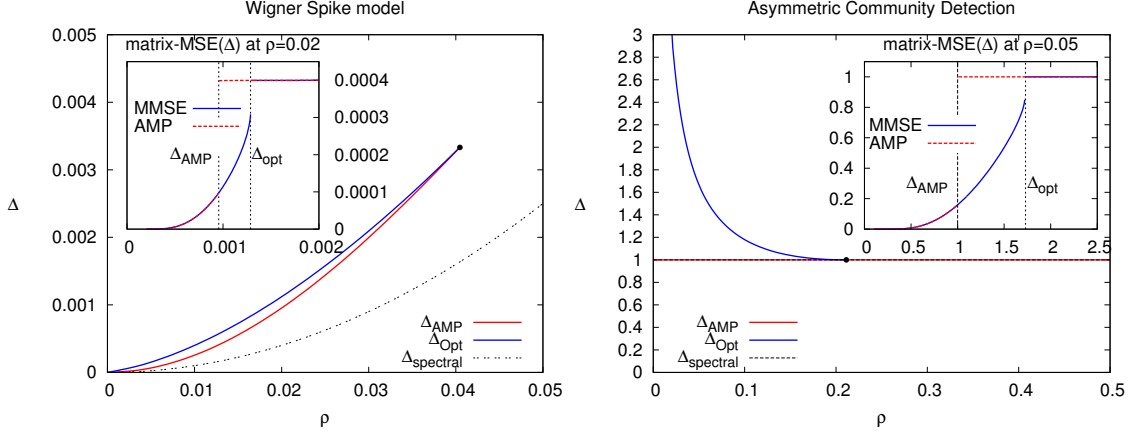 Wigner Spike model
0.005
0.004
0.003
0.002
0.001
0
0
0.01
0.02
0.03
0.04
0.05
Δ
ρ
matrix-MSE(Δ) at ρ=0.02
MMSE
AMP
Δ_AMP
Δ_opt
0.0004
0.0003
0.0002
0.0001
0
0
0.001
0.002
Δ_AMP
Δ_Opt
Δ_spectral
Asymmetric Community Detection
3
2.8
2.6
2.4
2.2
2
1.8
1.6
1.4
1.2
1
0.8
0.6
0.4
0.2
0
0
0.1
0.2
0.3
0.4
0.5
Δ
ρ
matrix-MSE(Δ) at ρ=0.05
1
0.8
0.6
0.4
0.2
0
MMSE
AMP
Δ_AMP
Δ_opt
0
0.5
1
1.5
2
2.5
Δ_AMP
Δ_Opt
Δ_spectral